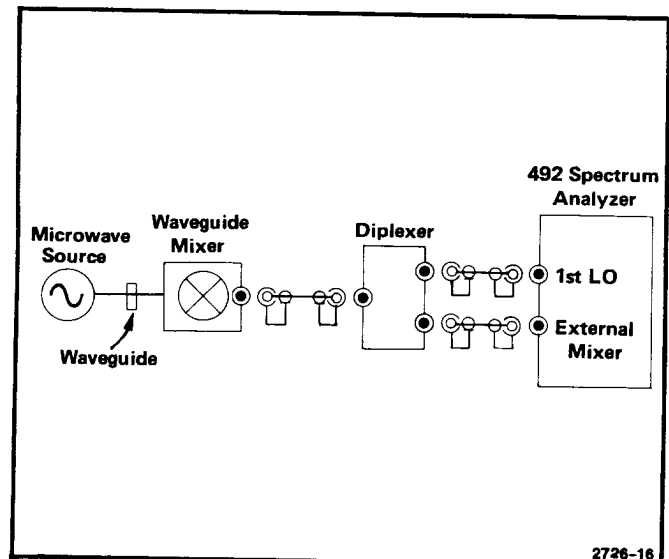 492 Spectrum
Analyzer
Microwave
Source
Waveguide
Mixer
Diplexer
1st LO
External
Mixer
Waveguide
2726-16